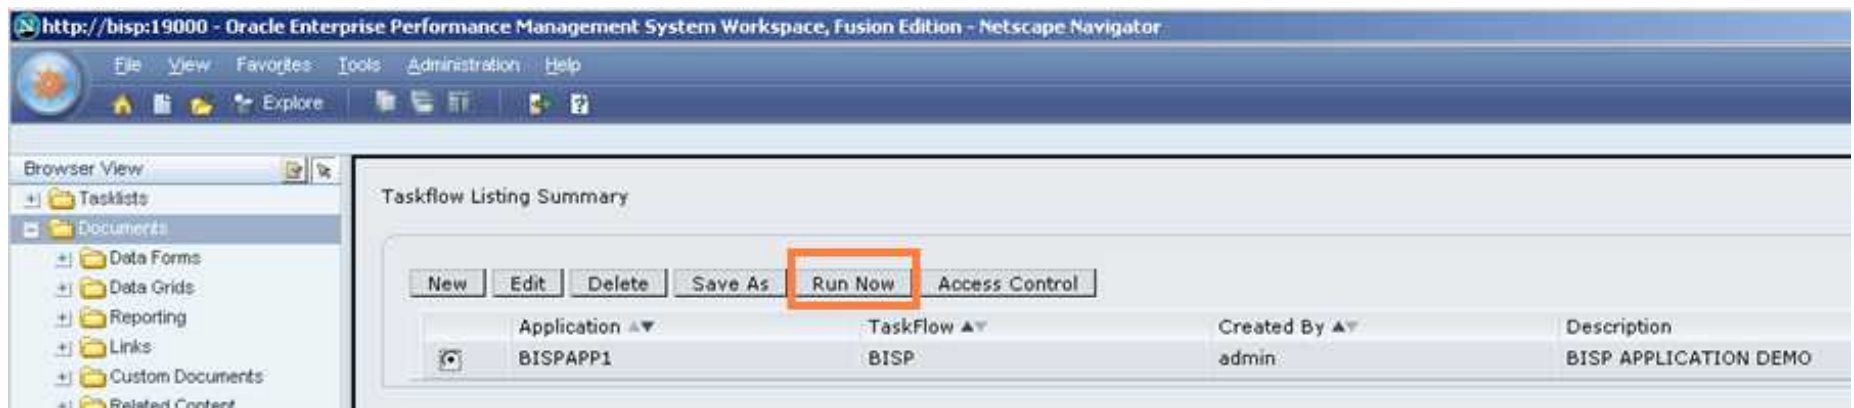 http://bisp:19000 - Oracle Enterprise Performance Management System Workspace, Fusion Edition - Netscape Navigator
File View Favorites Tools Administration Help
Explore
Browser View
Tasklists
Documents
Data Forms
Data Grids
Reporting
Links
Custom Documents
Related Content
Taskflow Listing Summary
New Edit Delete Save As Run Now Access Control
Application TaskFlow Created By Description
BISPAPP1 BISP admin BISP APPLICATION DEMO